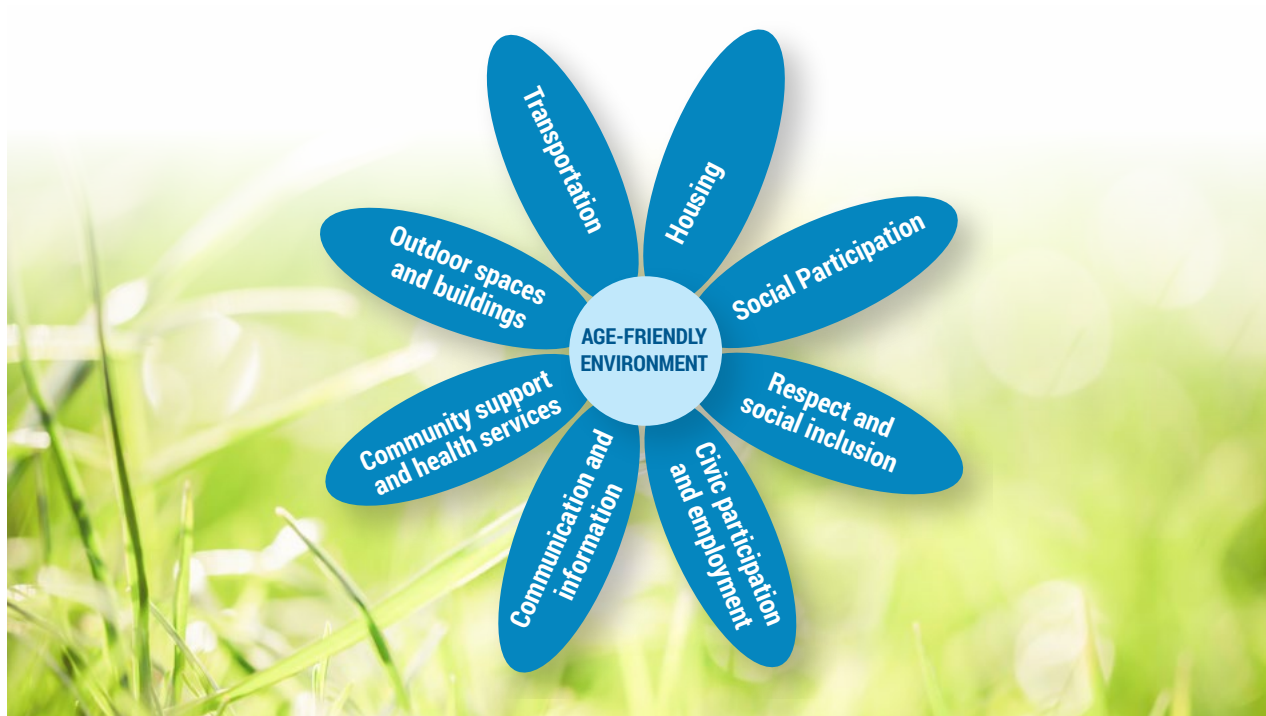 Transportation
Housing
Social Participation
Respect and
social inclusion
Civic participation
and employment
Communication and
information
Community support
and health services
Outdoor spaces
and buildings
AGE-FRIENDLY
ENVIRONMENT